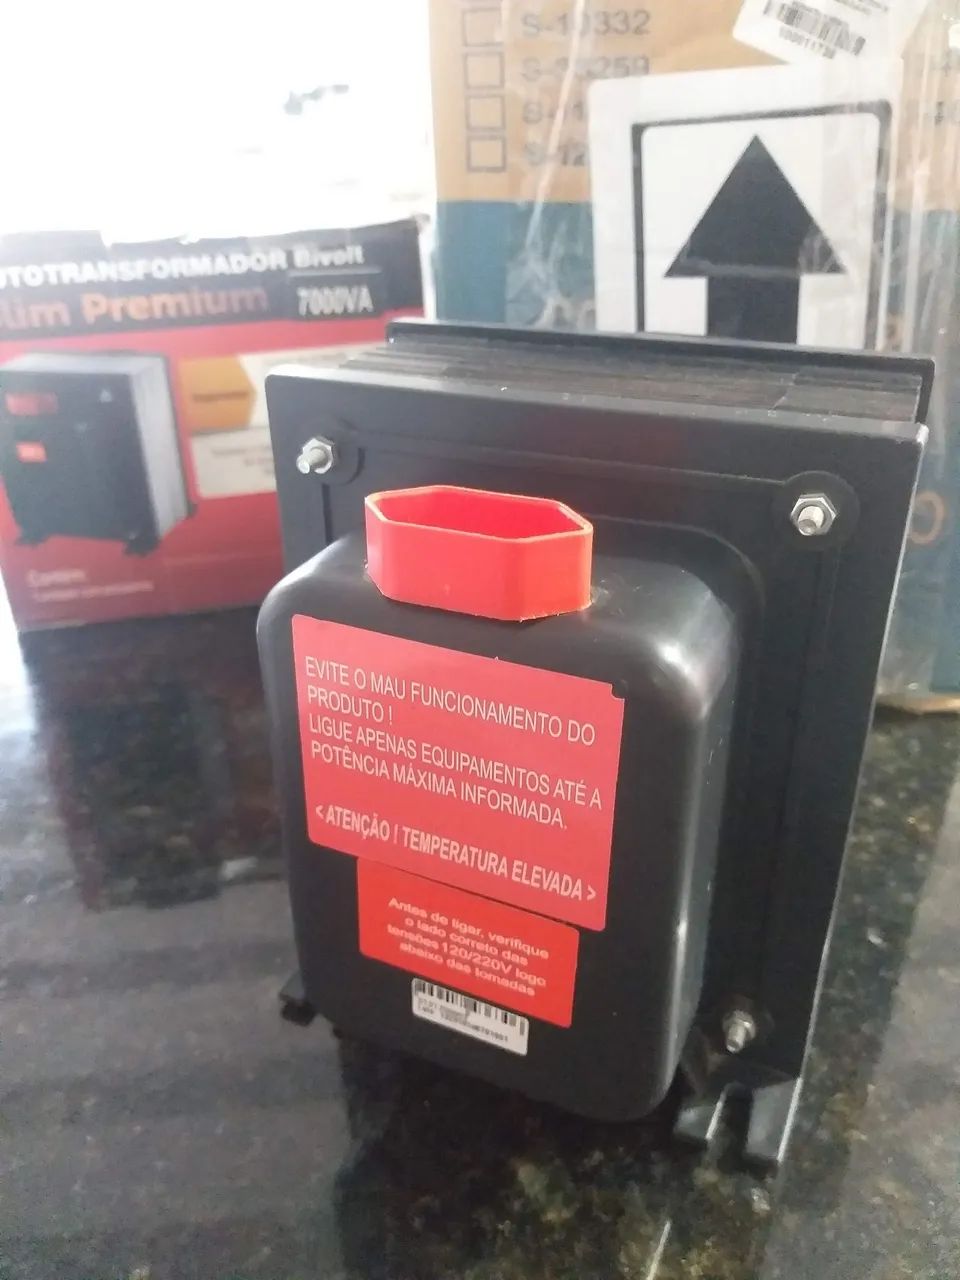 S-10332
UTOTRANSFORMADOR Bivolt
Slim Premium
7000VA
EVITE O MAU FUNCIONAMENTO DO
PRODUTO !
LIGUE APENAS EQUIPAMENTOS ATÉ A
POTÊNCIA MÁXIMA INFORMADA.
< ATENÇÃO ! TEMPERATURA ELEVADA >
Antes de ligar, verifique
o lado correto das
tensões 120/220V logo
abaixo das tomadas